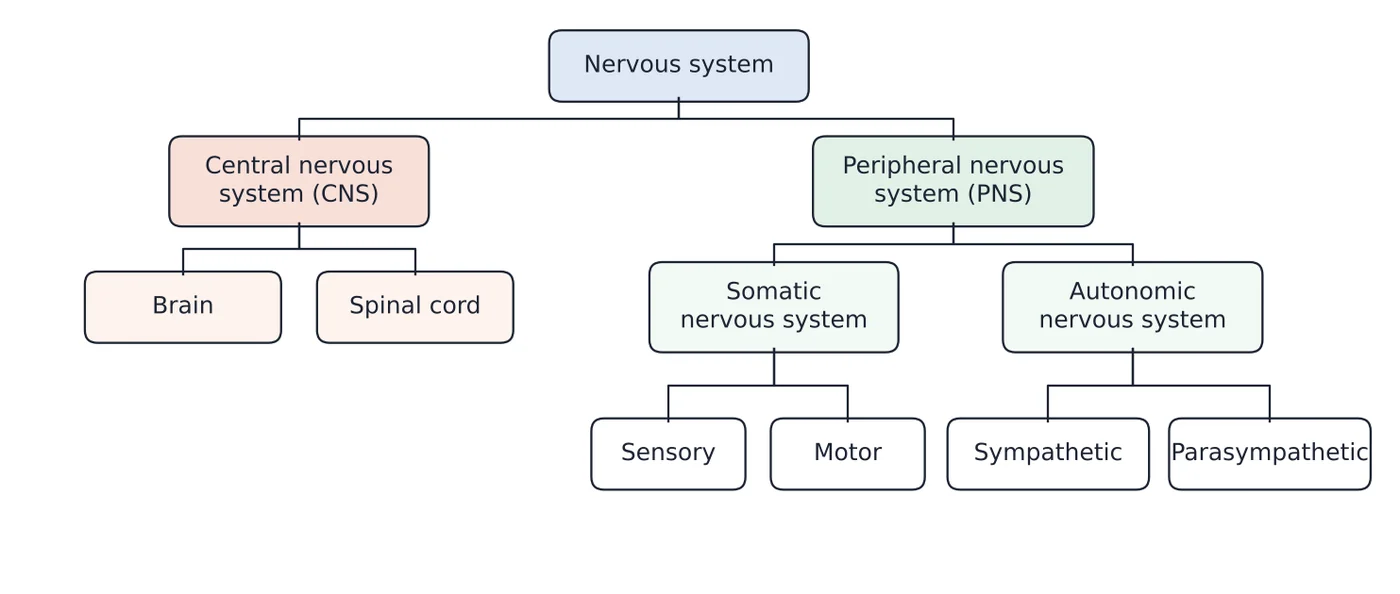 Nervous system
Central nervous
system (CNS)
Peripheral nervous
system (PNS)
Brain
Spinal cord
Somatic
nervous system
Autonomic
nervous system
Sensory
Motor
Sympathetic
Parasympathetic